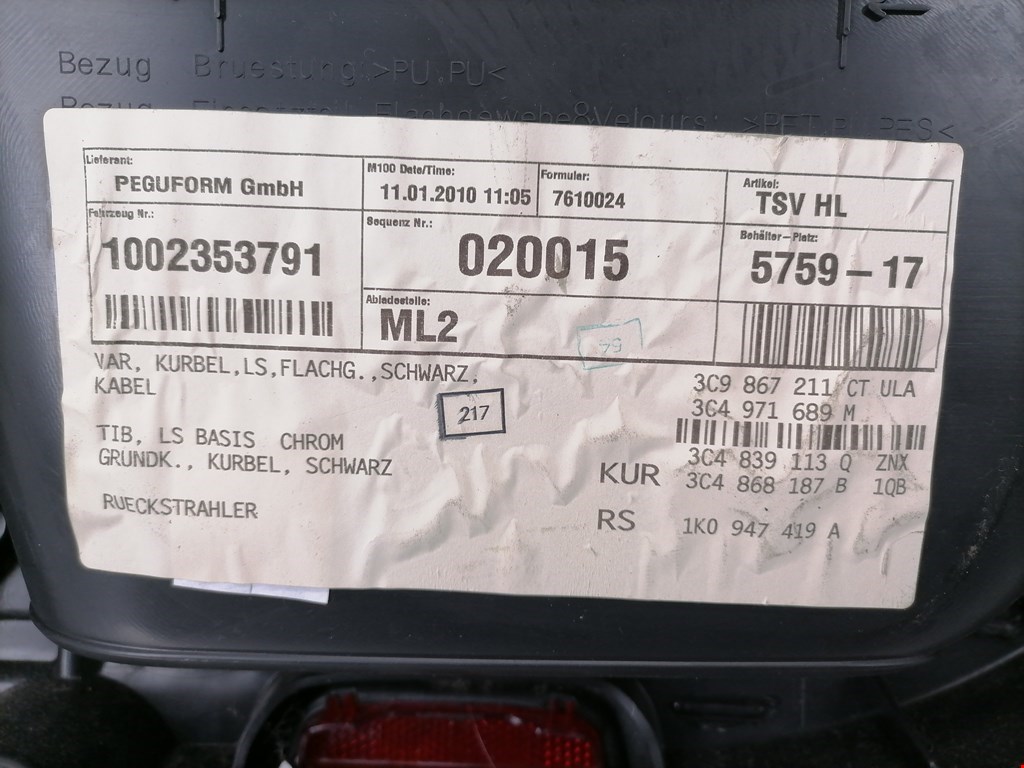 Bezug Bruestung: >PU,PU<
Flachgewebe&Velours:
Lieferant:
PEGUFORM GmbH
M100 Date/Time:
11.01.2010 11:05
Formular:
7610024
Artikel:
TSV HL
Fahrzeug Nr.:
1002353791
Sequenz Nr.:
020015
Behälter-Platz:
5759-17
Abladestelle:
ML2
54
VAR, KURBEL,LS,FLACHG.,SCHWARZ,
KABEL
3C9 867 211 CT ULA
3C4 971 689 M
217
TIB, LS BASIS CHROM
GRUNDK., KURBEL, SCHWARZ
KUR
3C4 839 113 Q ZNX
3C4 868 187 B 1QB
RUECKSTRAHLER
RS
1K0 947 419 A